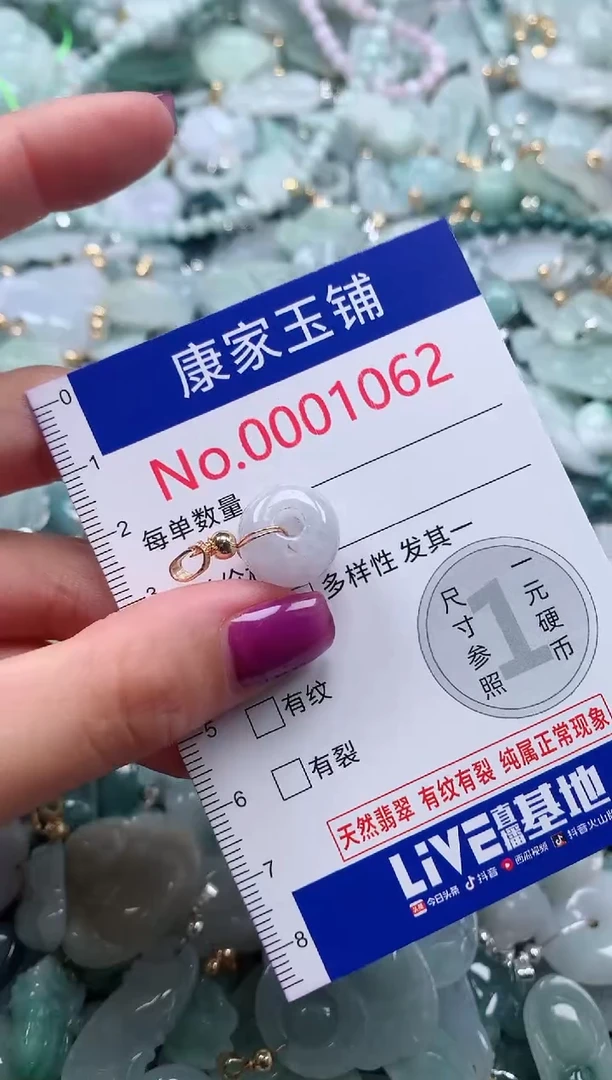 康家玉铺
No.0001062
每单数量
多样性 发其一
有纹
有裂
一元硬币
尺寸参照
1
天然翡翠 有纹有裂 纯属正常现象
LiVE直播基地
头条 今日头条 抖音 西瓜视频 抖音火山
0
1
2
3
5
6
7
8